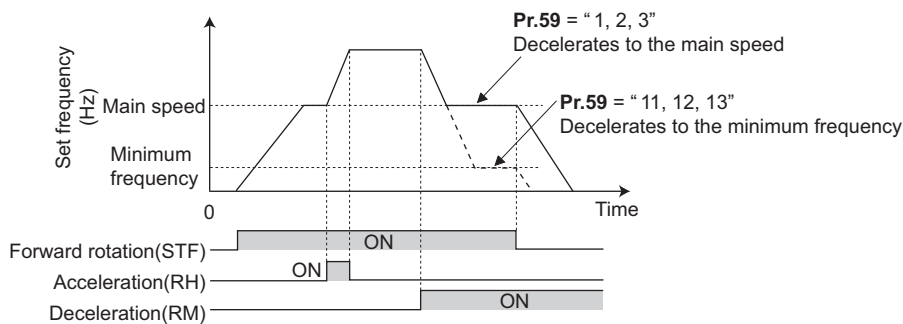 Pr.59 = “ 1, 2, 3”
Decelerates to the main speed
Set frequency
(Hz)
Main speed
Pr.59 = “ 11, 12, 13”
Decelerates to the minimum frequency
Minimum
frequency
0
Time
Forward rotation(STF)
ON
Acceleration(RH)
ON
Deceleration(RM)
ON